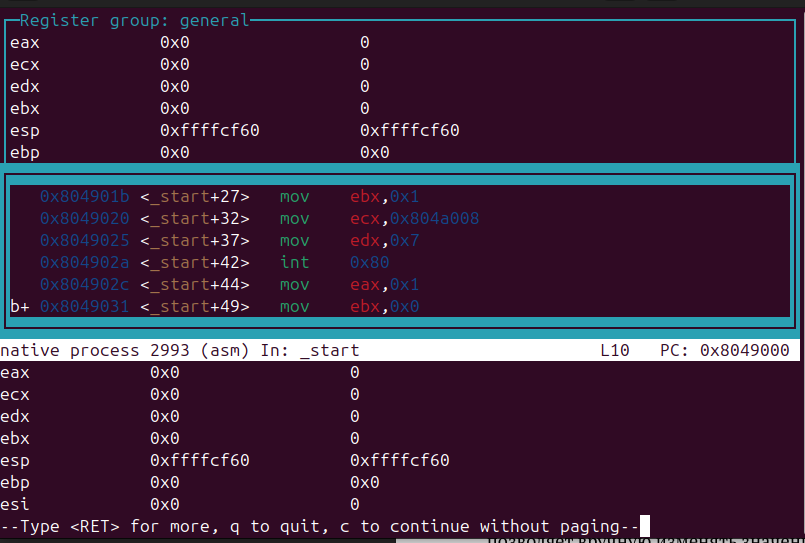 Register group: general
eax 0x0 0
ecx 0x0 0
edx 0x0 0
ebx 0x0 0
esp 0xffffcf60 0xffffcf60
ebp 0x0 0x0
0x804901b <_start+27> mov ebx,0x1
0x8049020 <_start+32> mov ecx,0x804a008
0x8049025 <_start+37> mov edx,0x7
0x804902a <_start+42> int 0x80
0x804902c <_start+44> mov eax,0x1
b+ 0x8049031 <_start+49> mov ebx,0x0
native process 2993 (asm) In: _start L10 PC: 0x8049000
eax 0x0 0
ecx 0x0 0
edx 0x0 0
ebx 0x0 0
esp 0xffffcf60 0xffffcf60
ebp 0x0 0x0
esi 0x0 0
--Type <RET> for more, q to quit, c to continue without paging--